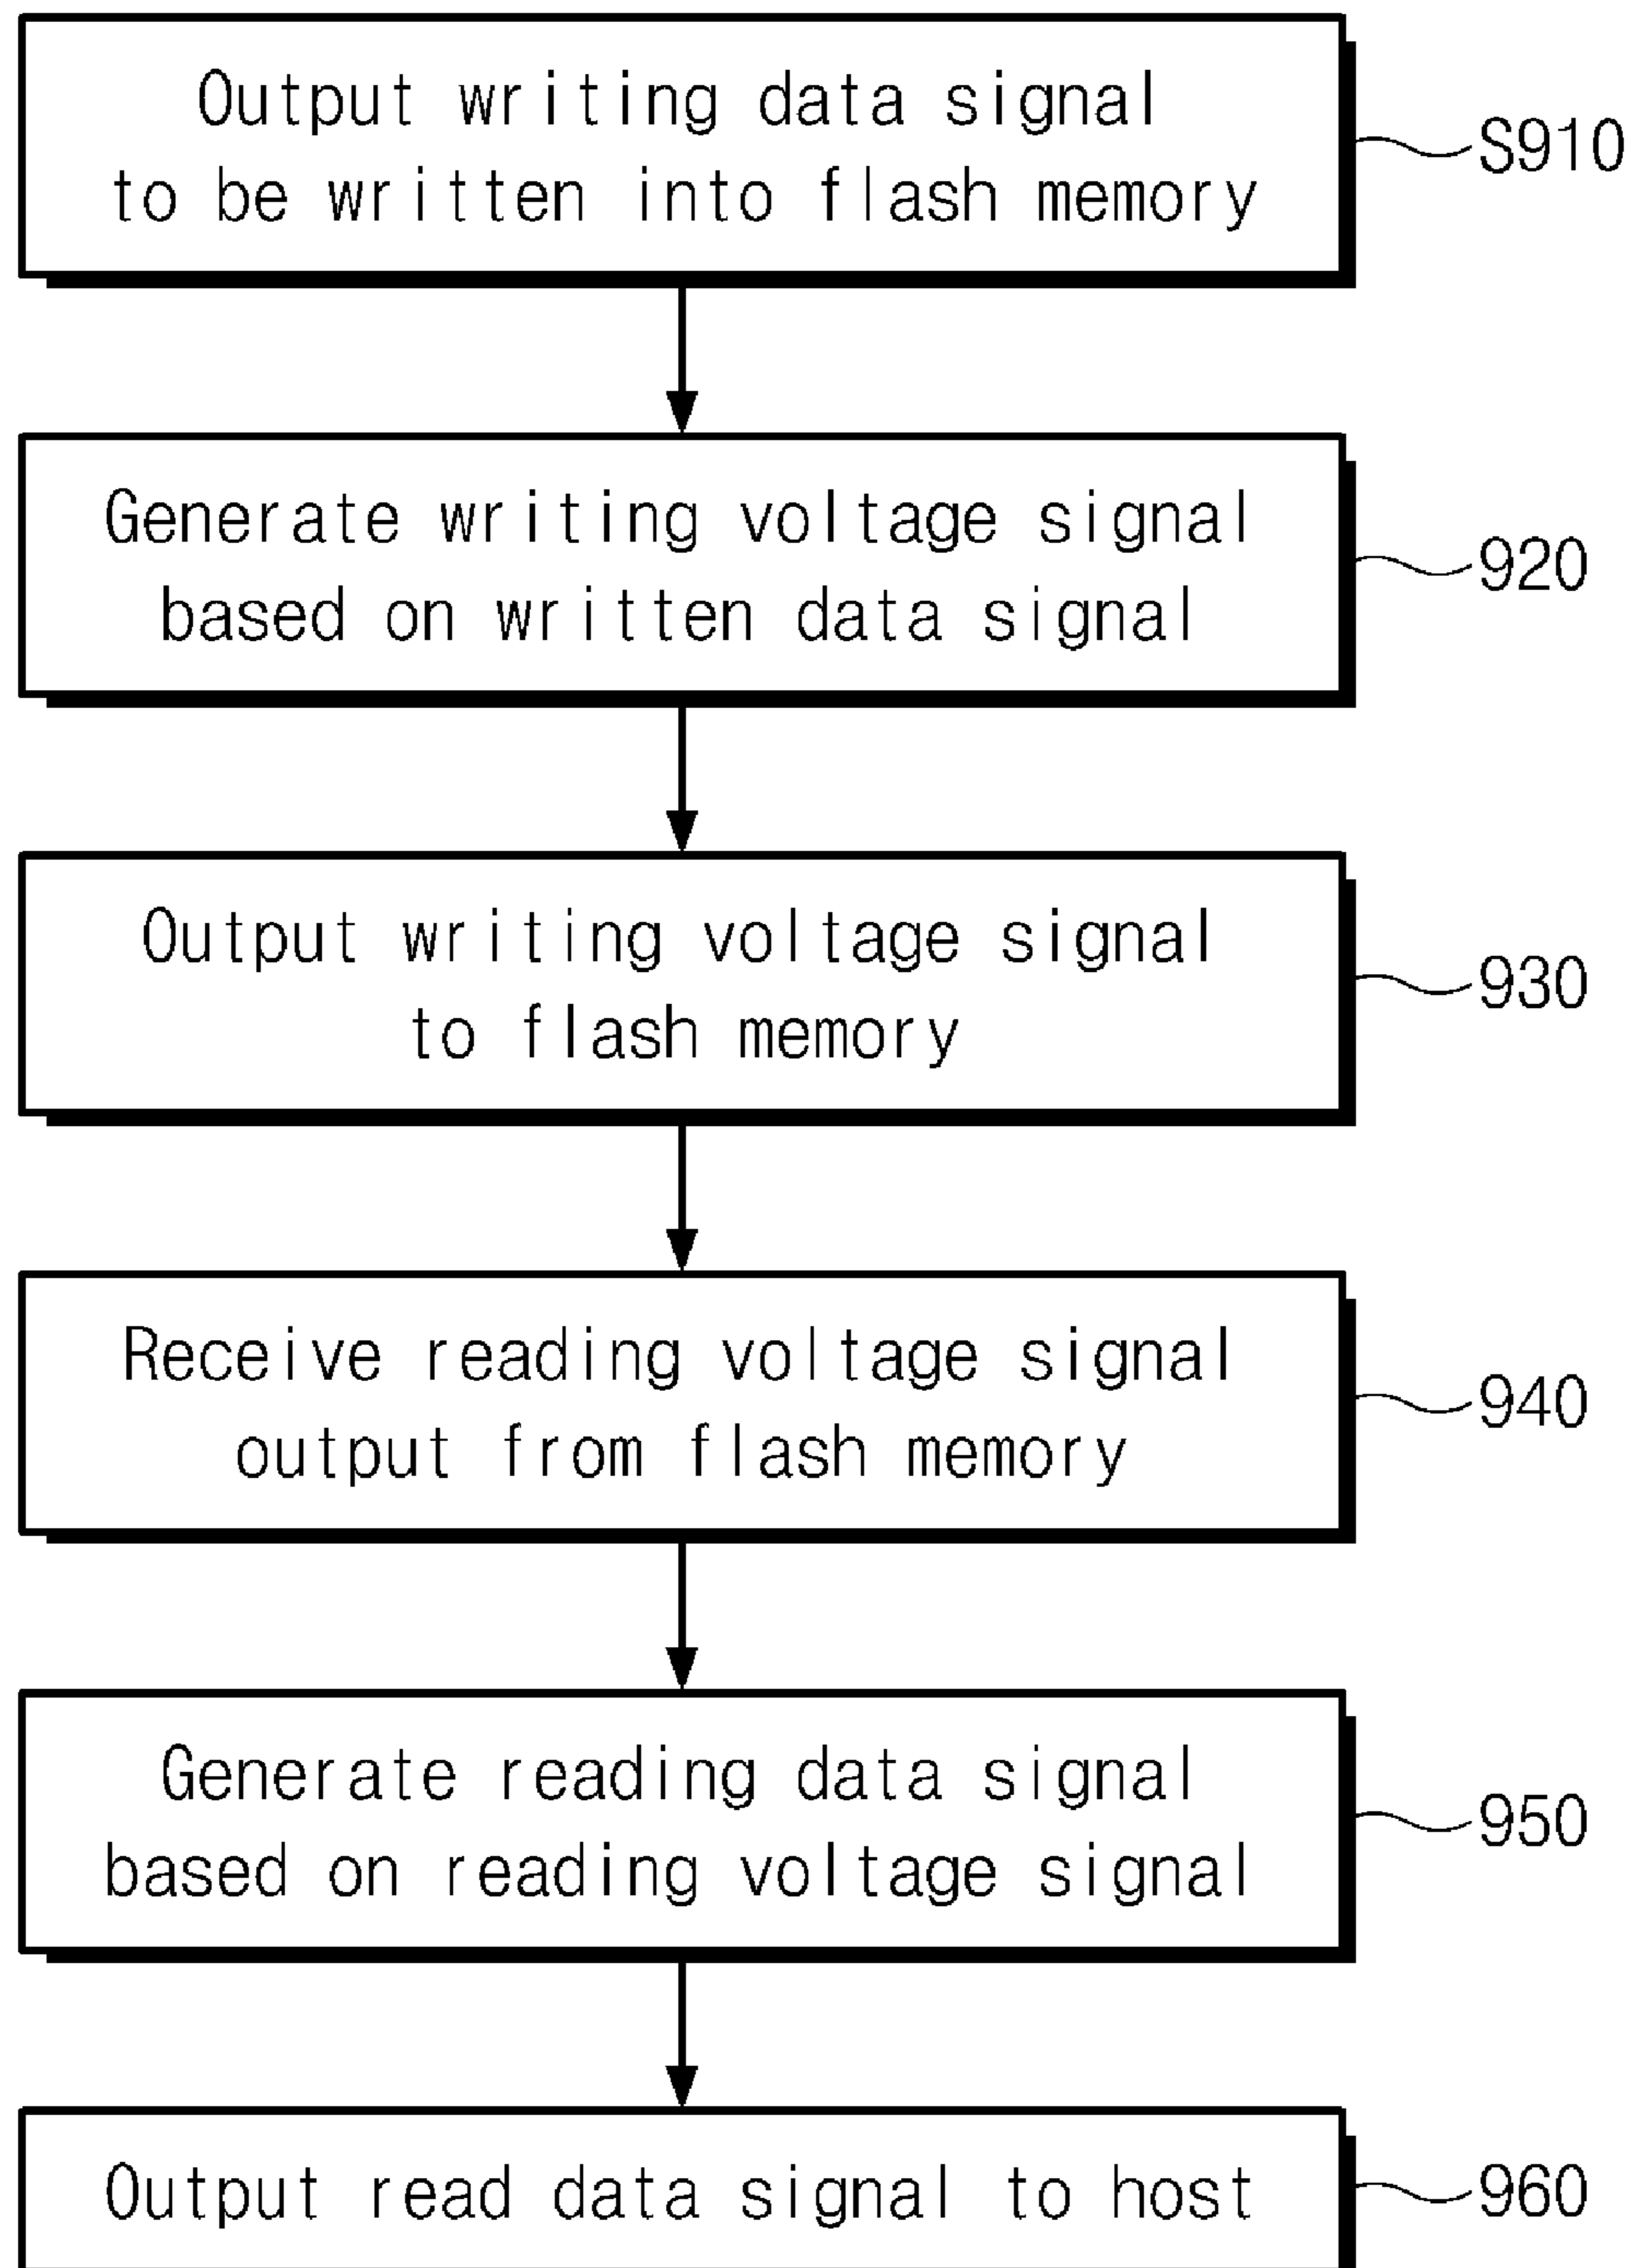 Output writing data signal
to be written into flash memory
S910
Generate writing voltage signal
based on written data signal
920
Output writing voltage signal
to flash memory
930
Receive reading voltage signal
output from flash memory
940
Generate reading data signal
based on reading voltage signal
950
Output read data signal to host
960